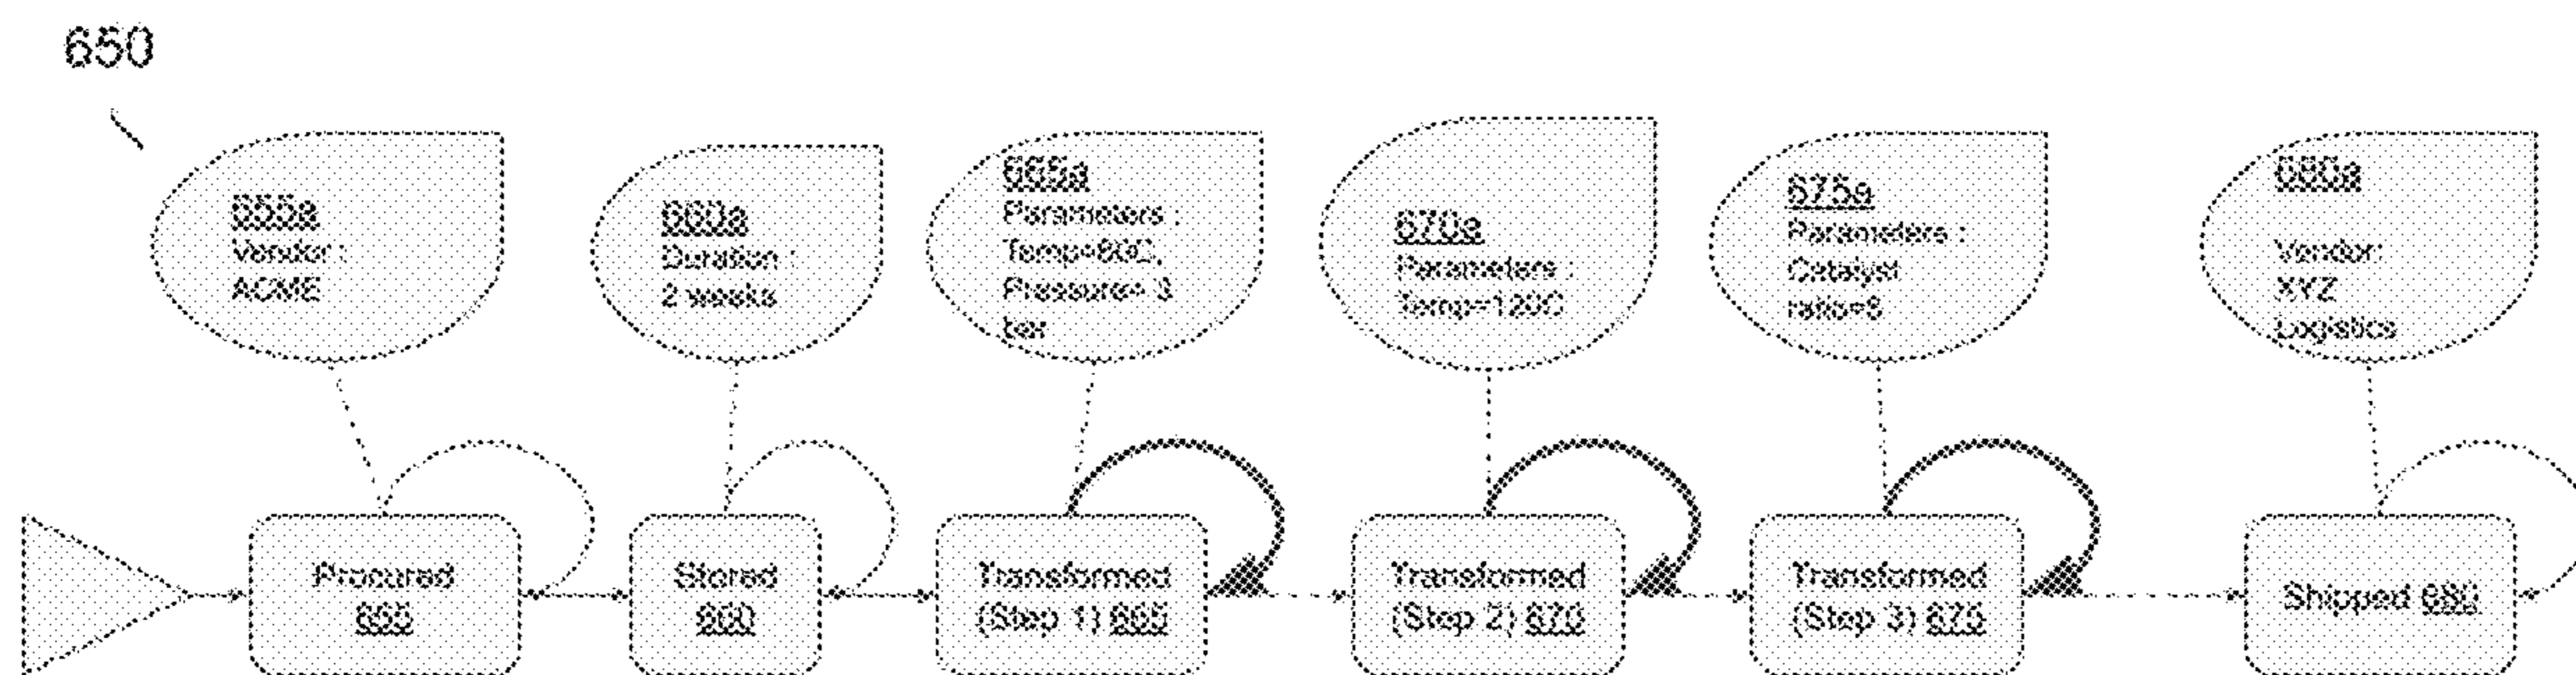 650
655a
Vendor :
ACME
660a
Duration :
2 weeks
665a
Parameters :
Temp=80C,
Pressure= 3
bar
670a
Parameters :
Temp=120C
675a
Parameters :
Catalyst
ratio=8
680a
Vendor:
XYZ
Logistics
Procured
655
Stored
660
Transformed
(Step 1) 665
Transformed
(Step 2) 670
Transformed
(Step 3) 675
Shipped 680